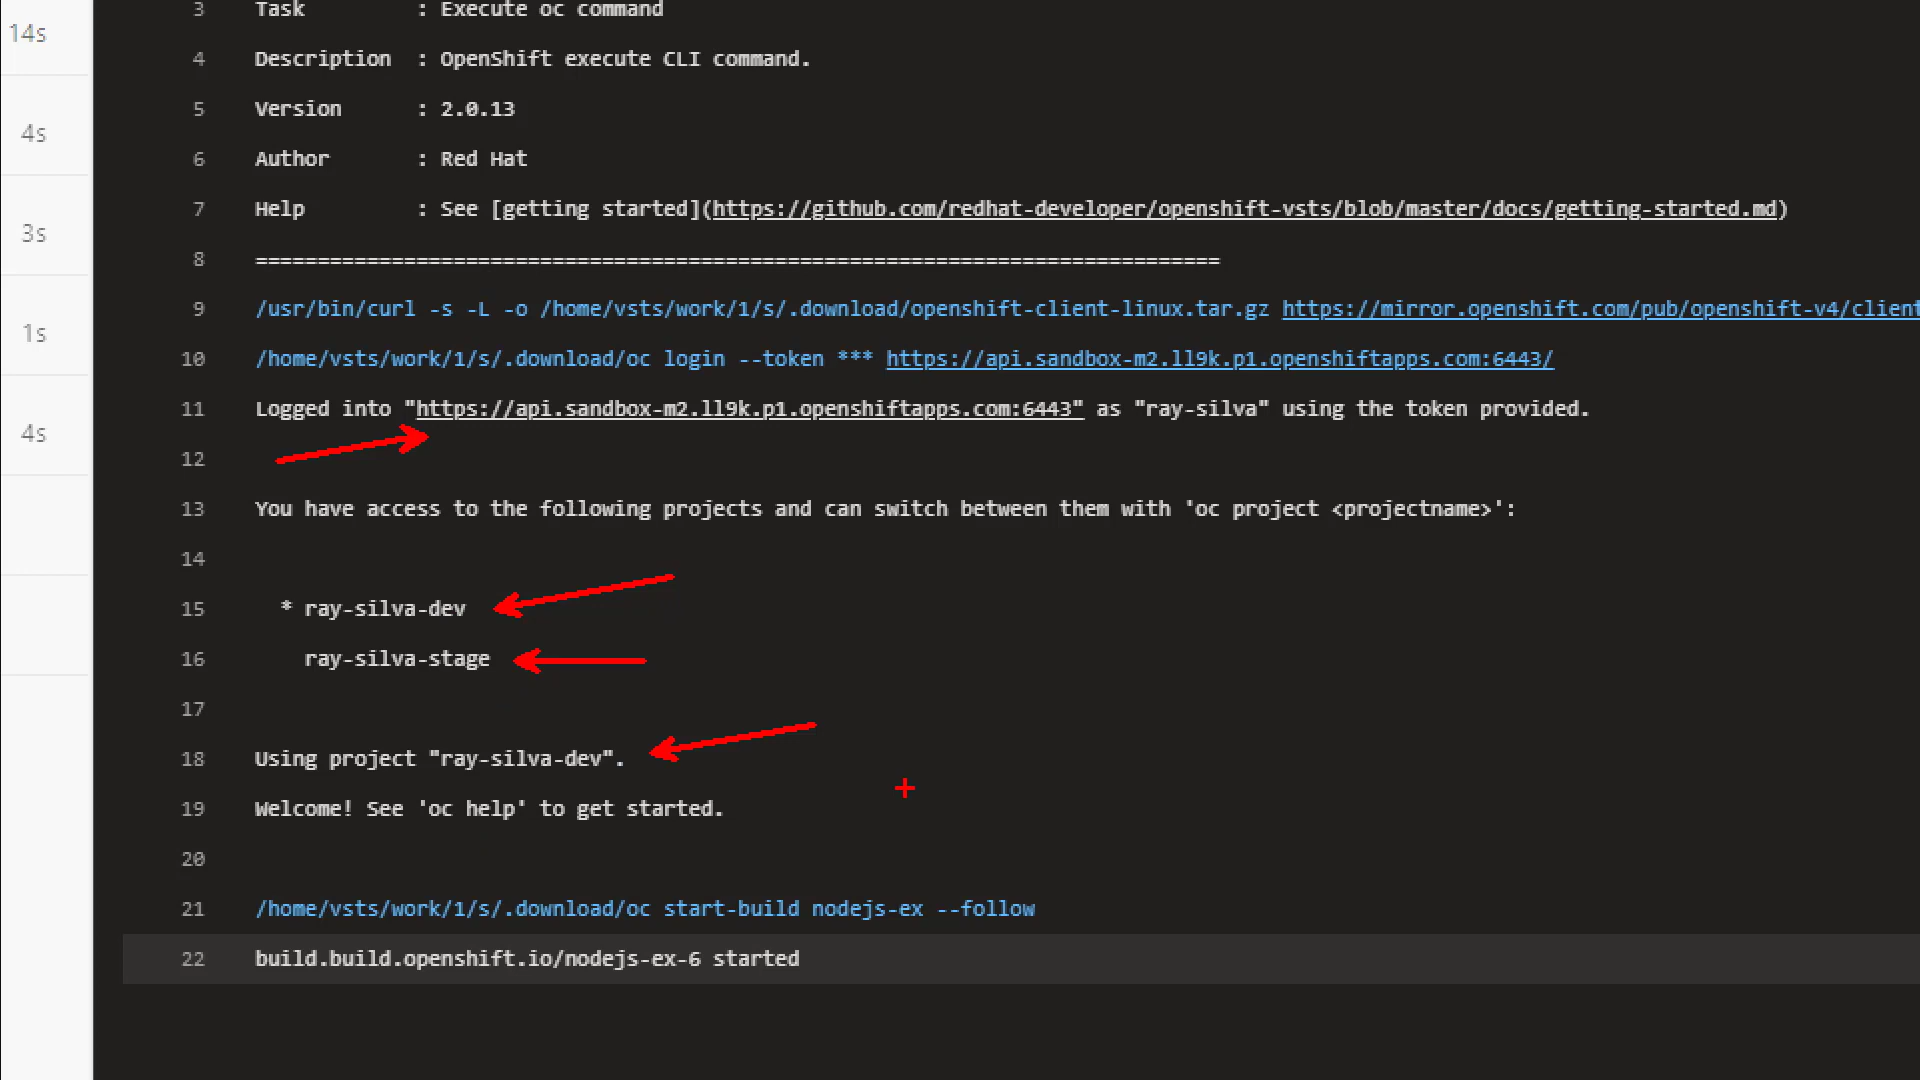 14s
4s
3s
1s
4s
3 Task : Execute oc command
4 Description : OpenShift execute CLI command.
5 Version : 2.0.13
6 Author : Red Hat
7 Help : See [getting started](https://github.com/redhat-developer/openshift-vsts/blob/master/docs/getting-started.md)
8 ==============================================================================
9 /usr/bin/curl -s -L -o /home/vsts/work/1/s/.download/openshift-client-linux.tar.gz https://mirror.openshift.com/pub/openshift-v4/client
10 /home/vsts/work/1/s/.download/oc login --token *** https://api.sandbox-m2.ll9k.p1.openshiftapps.com:6443/
11 Logged into "https://api.sandbox-m2.ll9k.p1.openshiftapps.com:6443" as "ray-silva" using the token provided.
12
13 You have access to the following projects and can switch between them with 'oc project <projectname>':
14
15 * ray-silva-dev
16 ray-silva-stage
17
18 Using project "ray-silva-dev".
19 Welcome! See 'oc help' to get started.
20
21 /home/vsts/work/1/s/.download/oc start-build nodejs-ex --follow
22 build.build.openshift.io/nodejs-ex-6 started